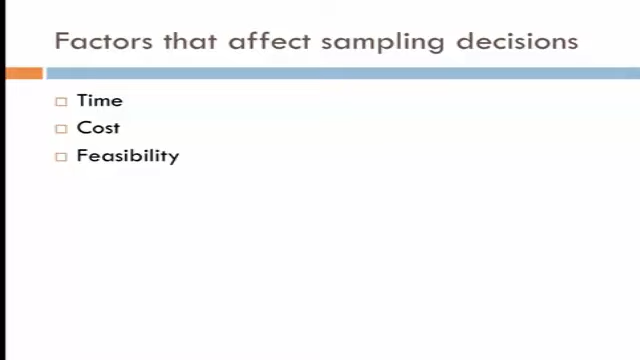 Factors that affect sampling decisions
Time
Cost
Feasibility